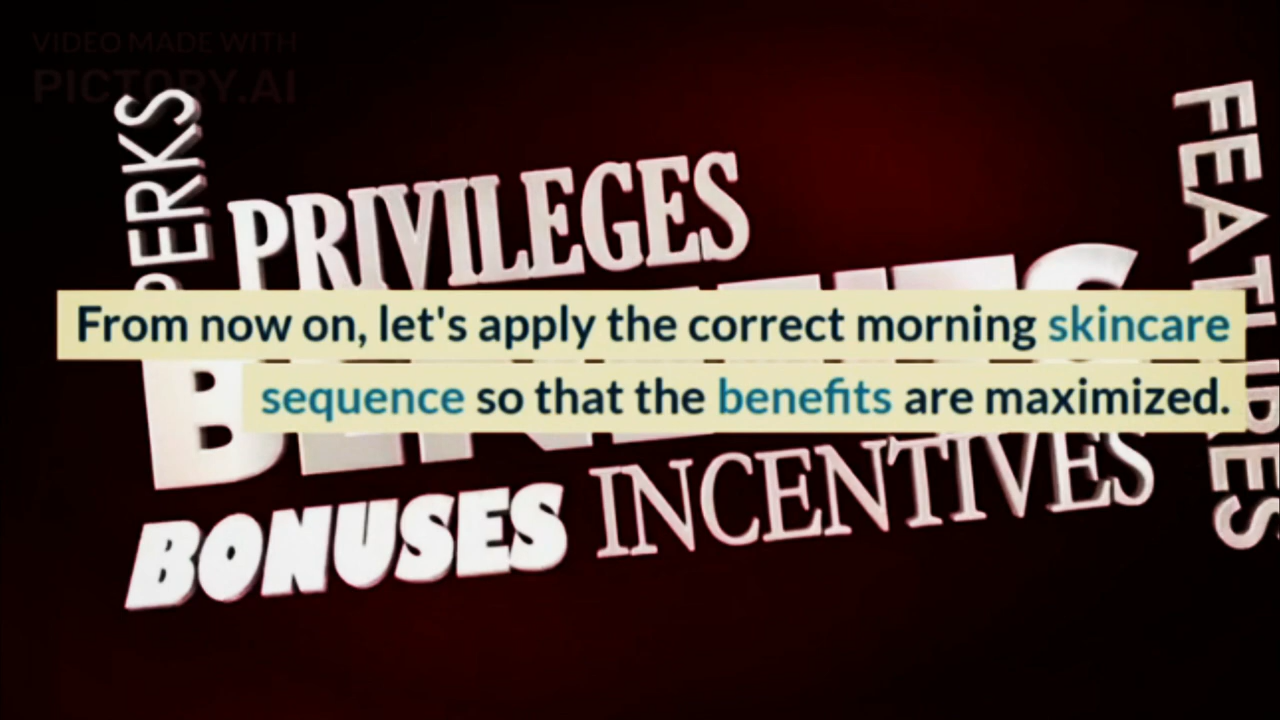 VIDEO MADE WITH
PICTORY.AI
PERKS
PRIVILEGES
FEATURES
From now on, let's apply the correct morning skincare
sequence so that the benefits are maximized.
BENEFITS
BONUSES INCENTIVES